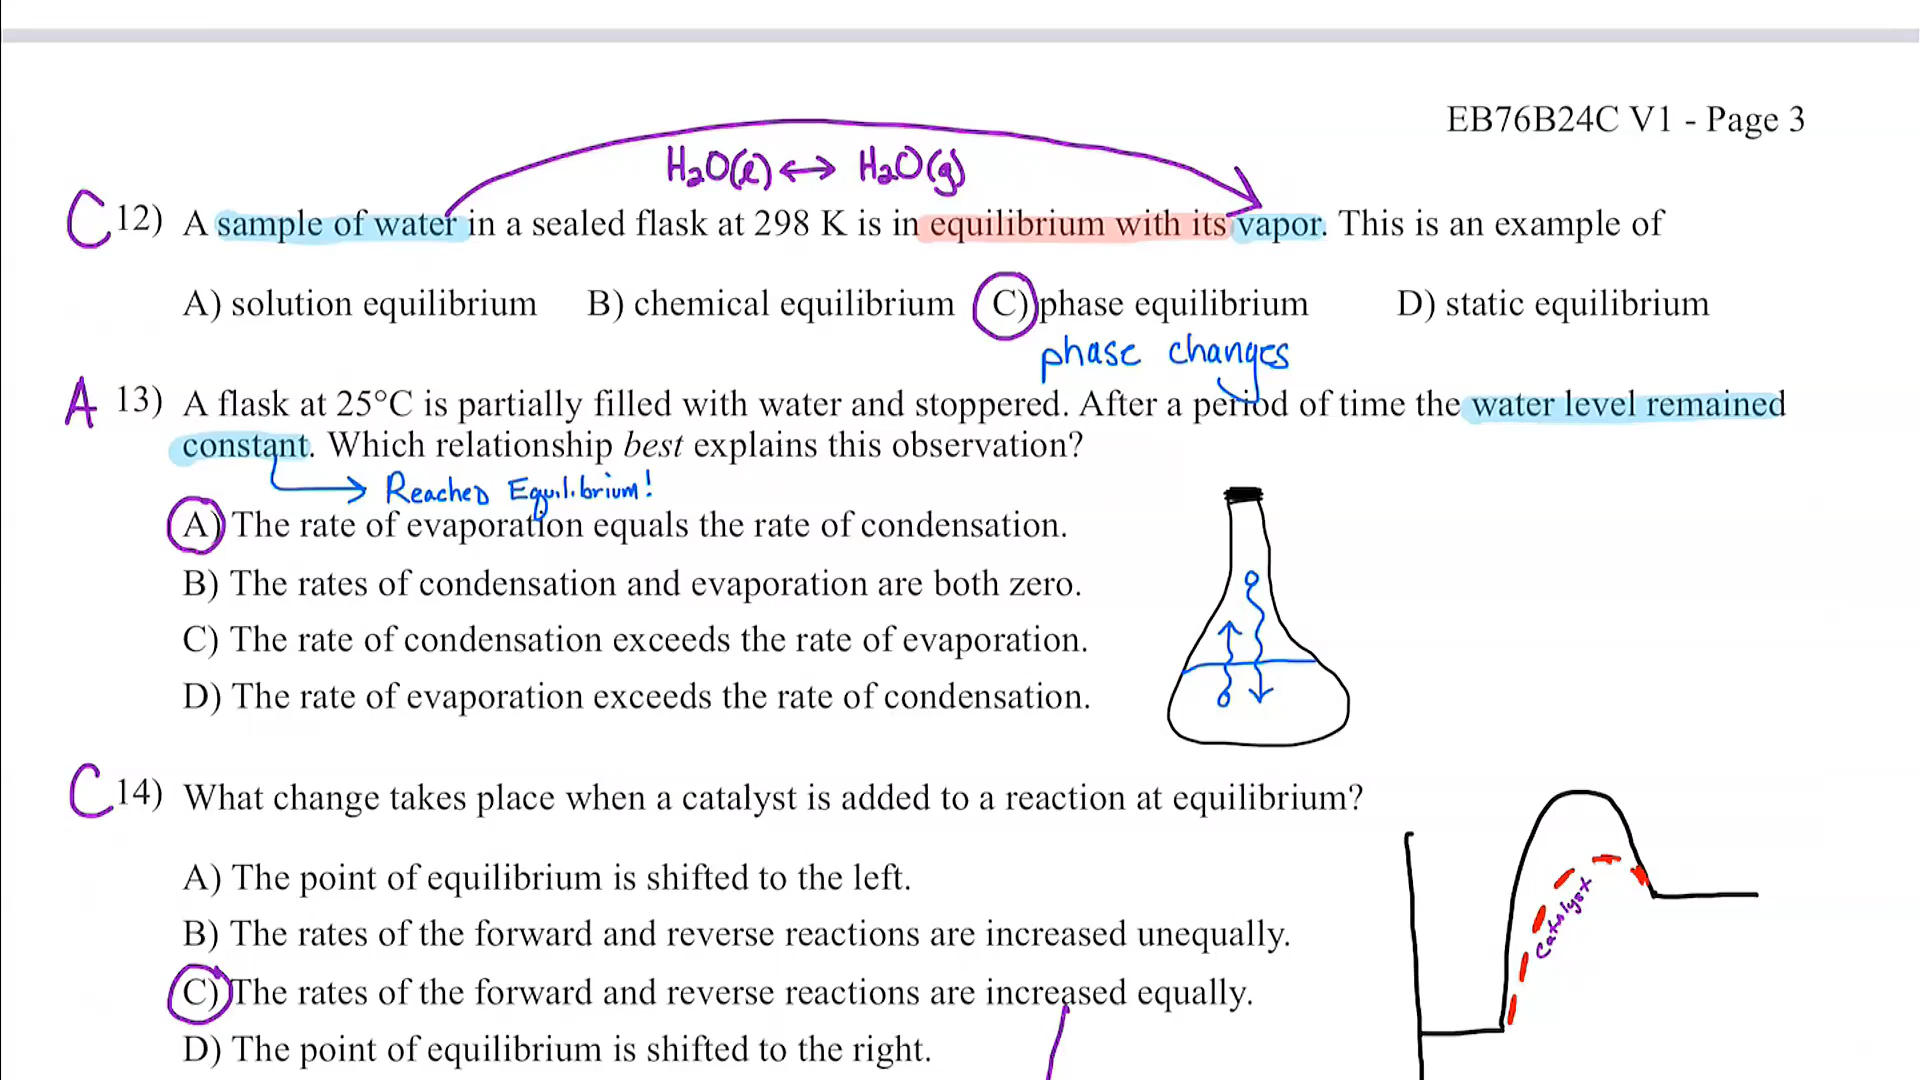 EB76B24C V1 - Page 3
H₂O(l) ↔ H₂O(g)
C 12) A sample of water in a sealed flask at 298 K is in equilibrium with its vapor. This is an example of
A) solution equilibrium B) chemical equilibrium C) phase equilibrium D) static equilibrium
phase changes
A 13) A flask at 25°C is partially filled with water and stoppered. After a period of time the water level remained
constant. Which relationship best explains this observation?
Reached Equilibrium!
A) The rate of evaporation equals the rate of condensation.
B) The rates of condensation and evaporation are both zero.
C) The rate of condensation exceeds the rate of evaporation.
D) The rate of evaporation exceeds the rate of condensation.
C 14) What change takes place when a catalyst is added to a reaction at equilibrium?
A) The point of equilibrium is shifted to the left.
B) The rates of the forward and reverse reactions are increased unequally.
Catalyst
C) The rates of the forward and reverse reactions are increased equally.
D) The point of equilibrium is shifted to the right.